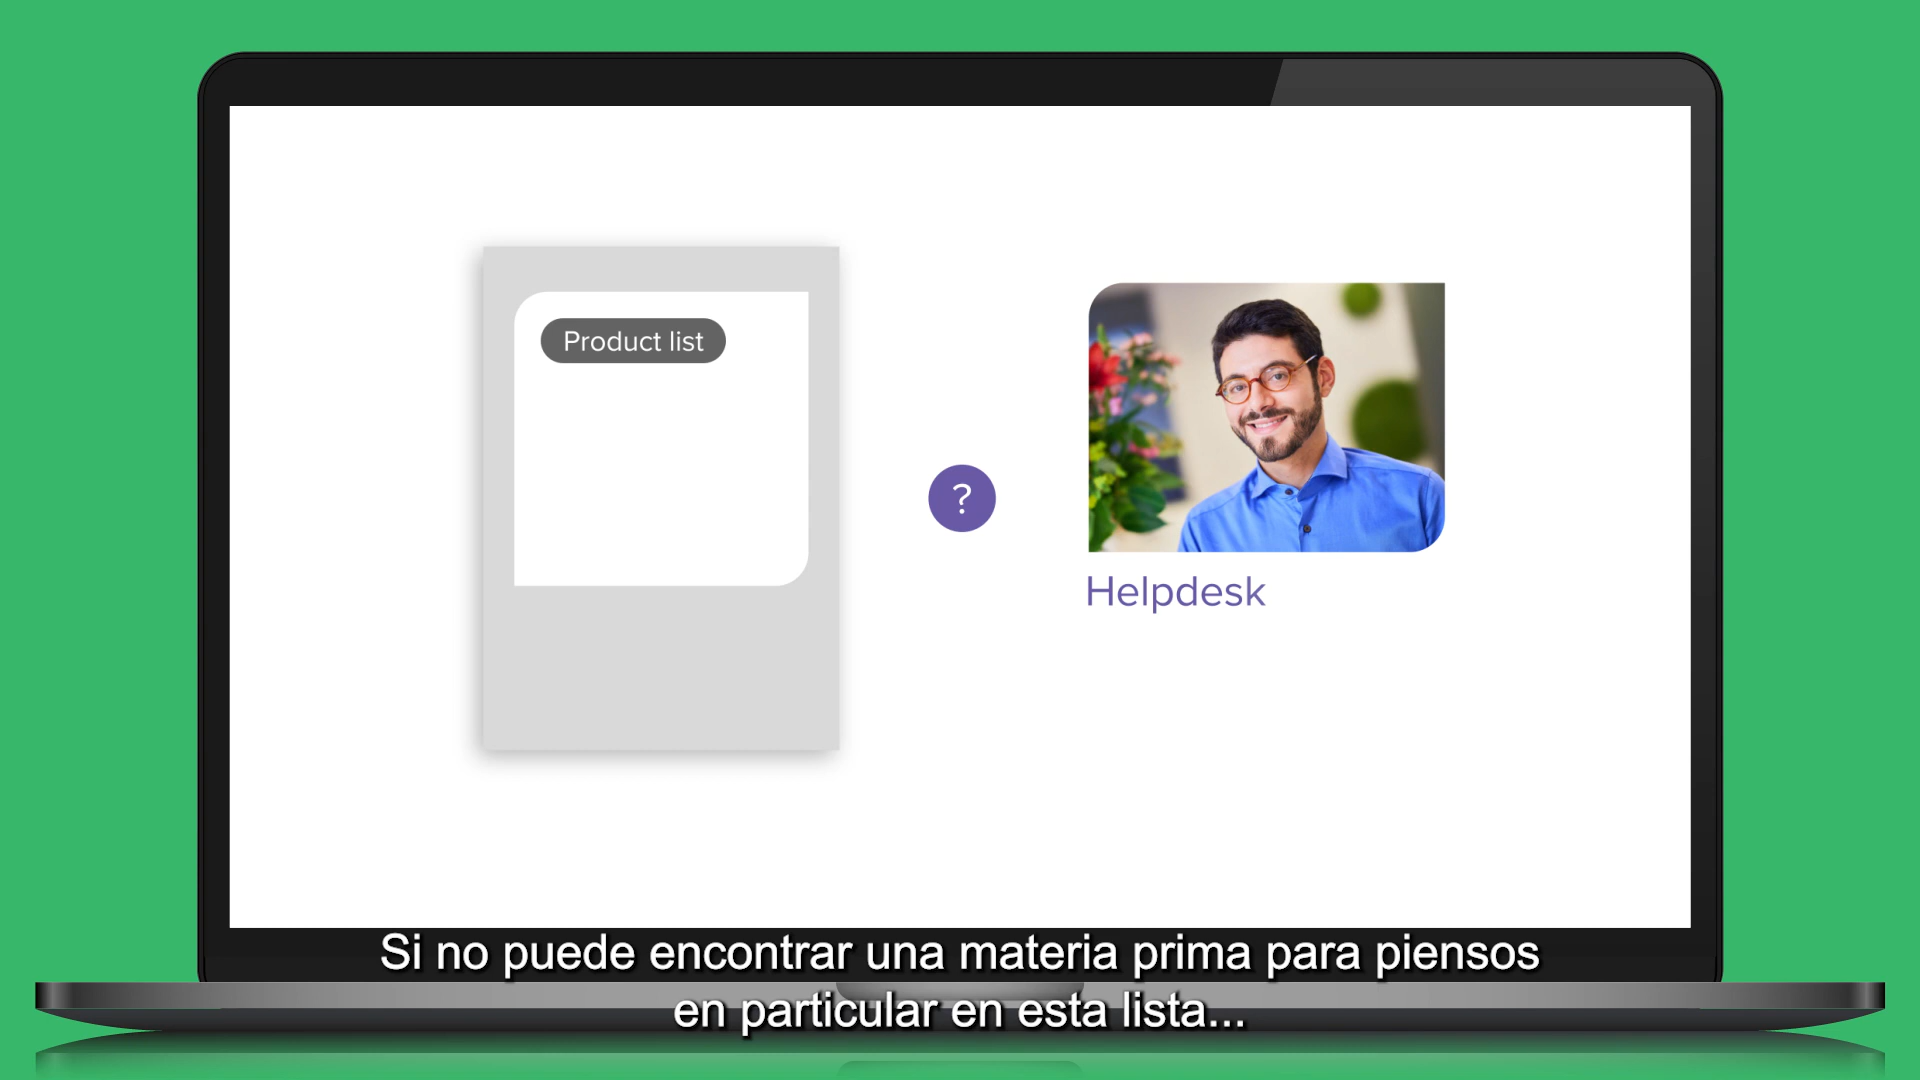 Product list
?
Helpdesk
Si no puede encontrar una materia prima para piensos
en particular en esta lista...